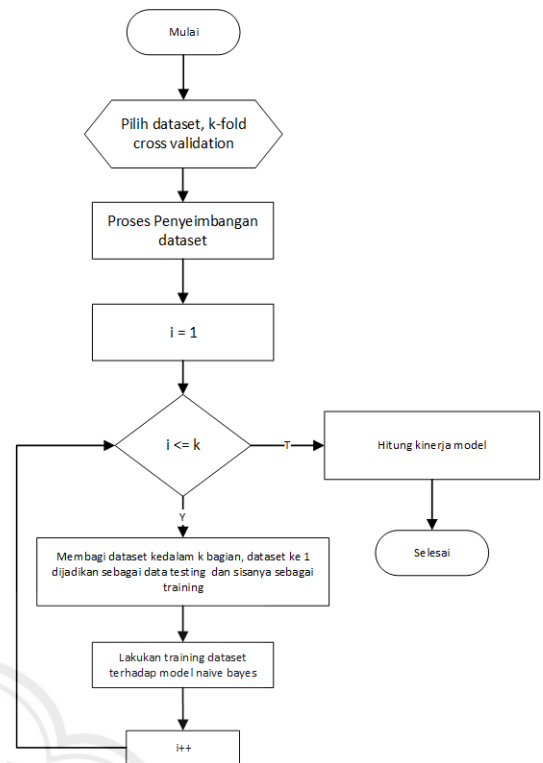 Mulai
Pilih dataset, k-fold
cross validation
Proses Penyeimbangan
dataset
i = 1
i <= k
T
Hitung kinerja model
Selesai
Y
Membagi dataset kedalam k bagian, dataset ke 1
dijadikan sebagai data testing dan sisanya sebagai
training
Lakukan training dataset
terhadap model naive bayes
i++